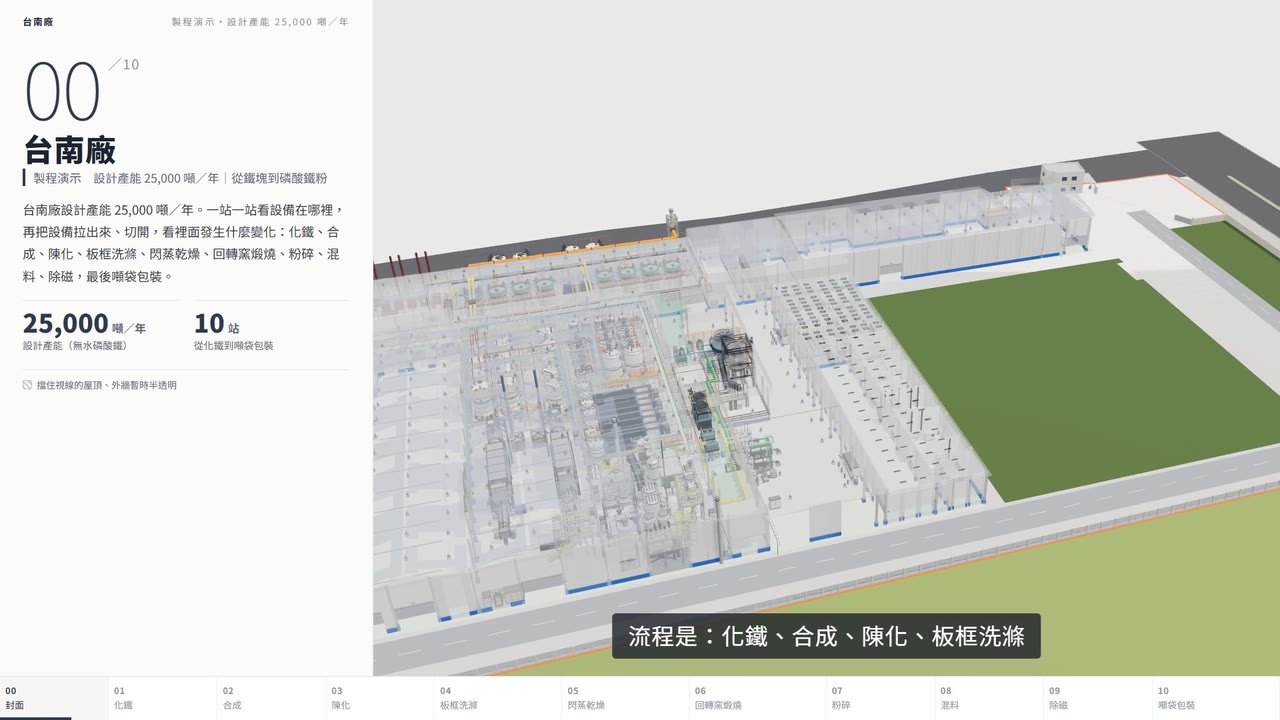 台南廠
製程演示・設計產能 25,000 噸／年
00 ／10
台南廠
製程演示　設計產能 25,000 噸／年｜從鐵塊到磷酸鐵粉
台南廠設計產能 25,000 噸／年。一站一站看設備在哪裡，
再把設備拉出來、切開，看裡面發生什麼變化：化鐵、合
成、陳化、板框洗滌、閃蒸乾燥、回轉窯煅燒、粉碎、混
料、除磁，最後噸袋包裝。
25,000 噸／年
設計產能（無水磷酸鐵）
10 站
從化鐵到噸袋包裝
擋住視線的屋頂、外牆暫時半透明
流程是：化鐵、合成、陳化、板框洗滌
00
封面
01
化鐵
02
合成
03
陳化
04
板框洗滌
05
閃蒸乾燥
06
回轉窯煅燒
07
粉碎
08
混料
09
除磁
10
噸袋包裝